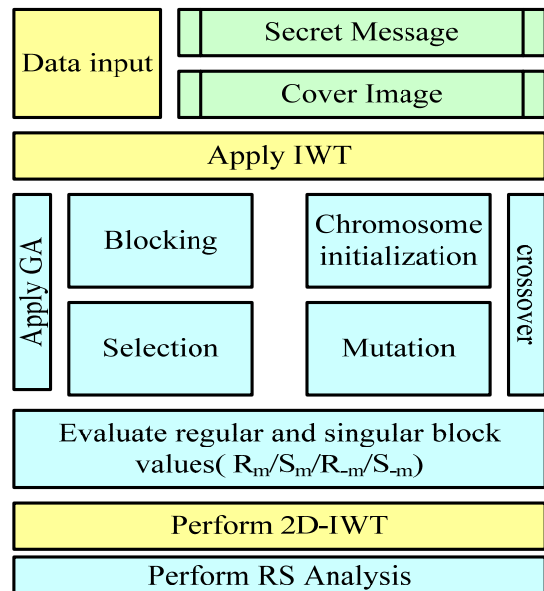 Data input
Secret Message
Cover Image
Apply IWT
Apply GA
Blocking
Chromosome
initialization
crossover
Selection
Mutation
Evaluate regular and singular block
values( Rm/Sm/R-m/S-m)
Perform 2D-IWT
Perform RS Analysis